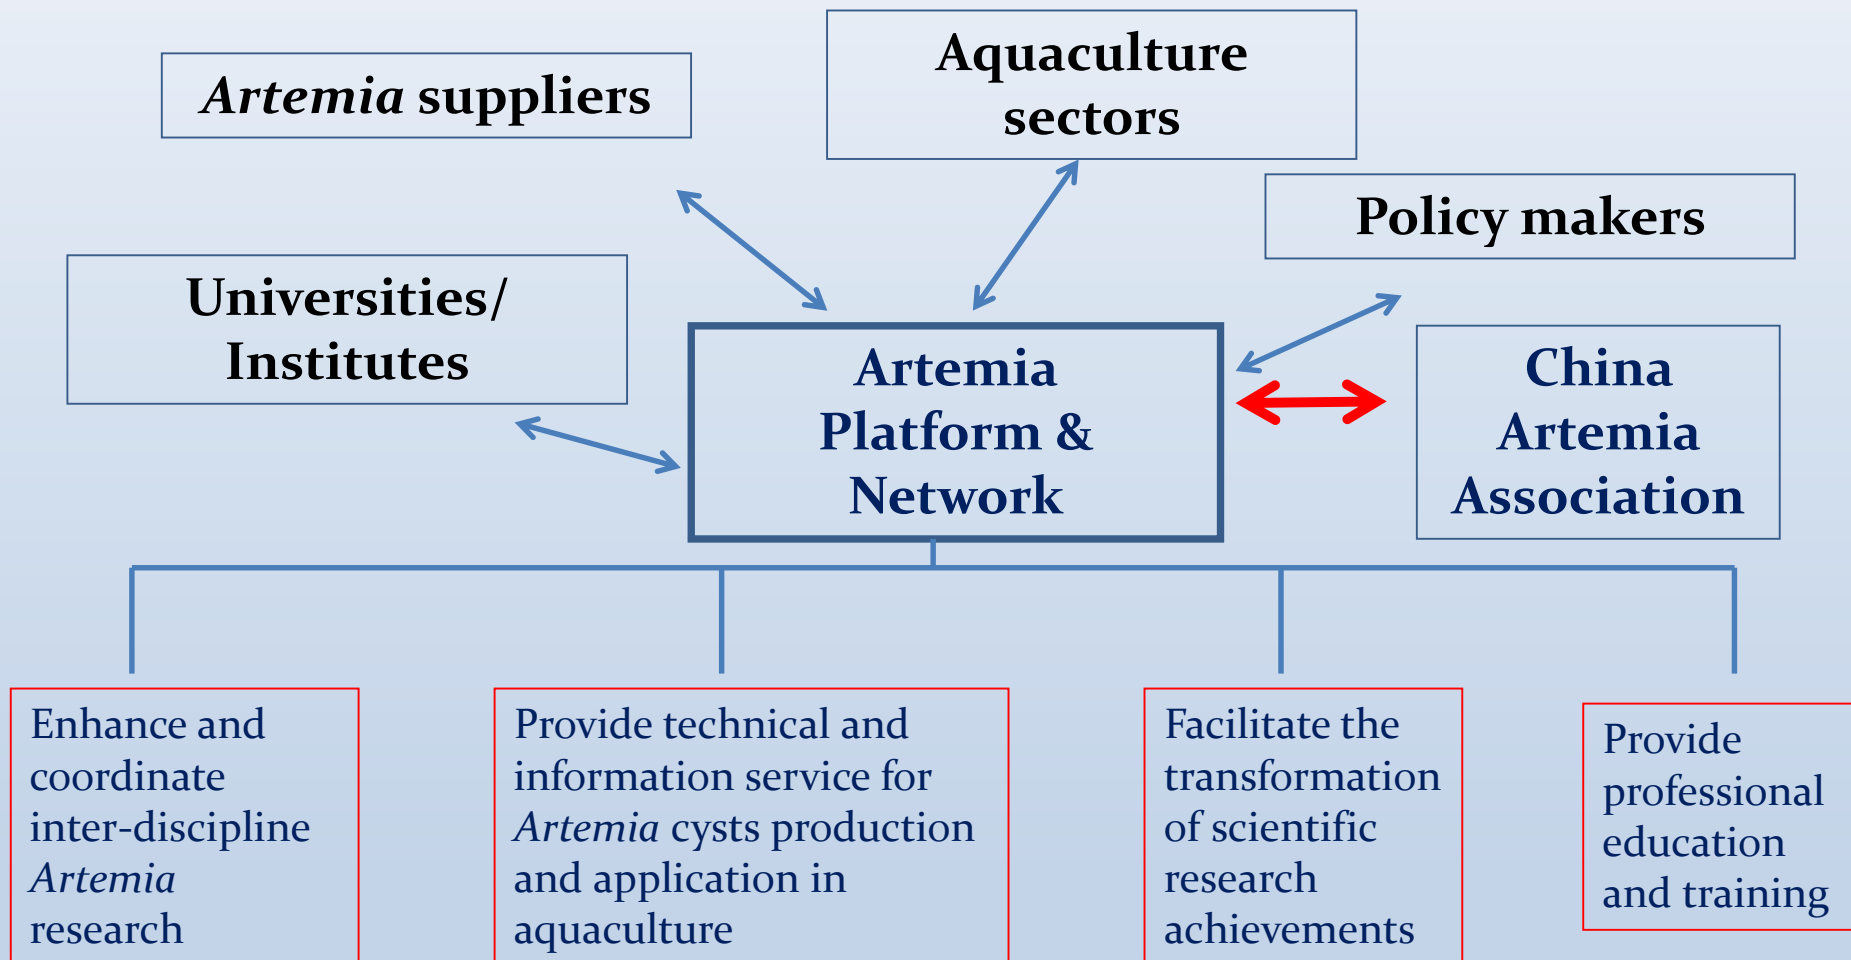 Artemia suppliers
Aquaculture
sectors
Policy makers
Universities/
Institutes
Artemia
Platform &
Network
China
Artemia
Association
Enhance and
coordinate
inter-discipline
Artemia
research
Provide technical and
information service for
Artemia cysts production
and application in
aquaculture
Facilitate the
transformation
of scientific
research
achievements
Provide
professional
education
and training